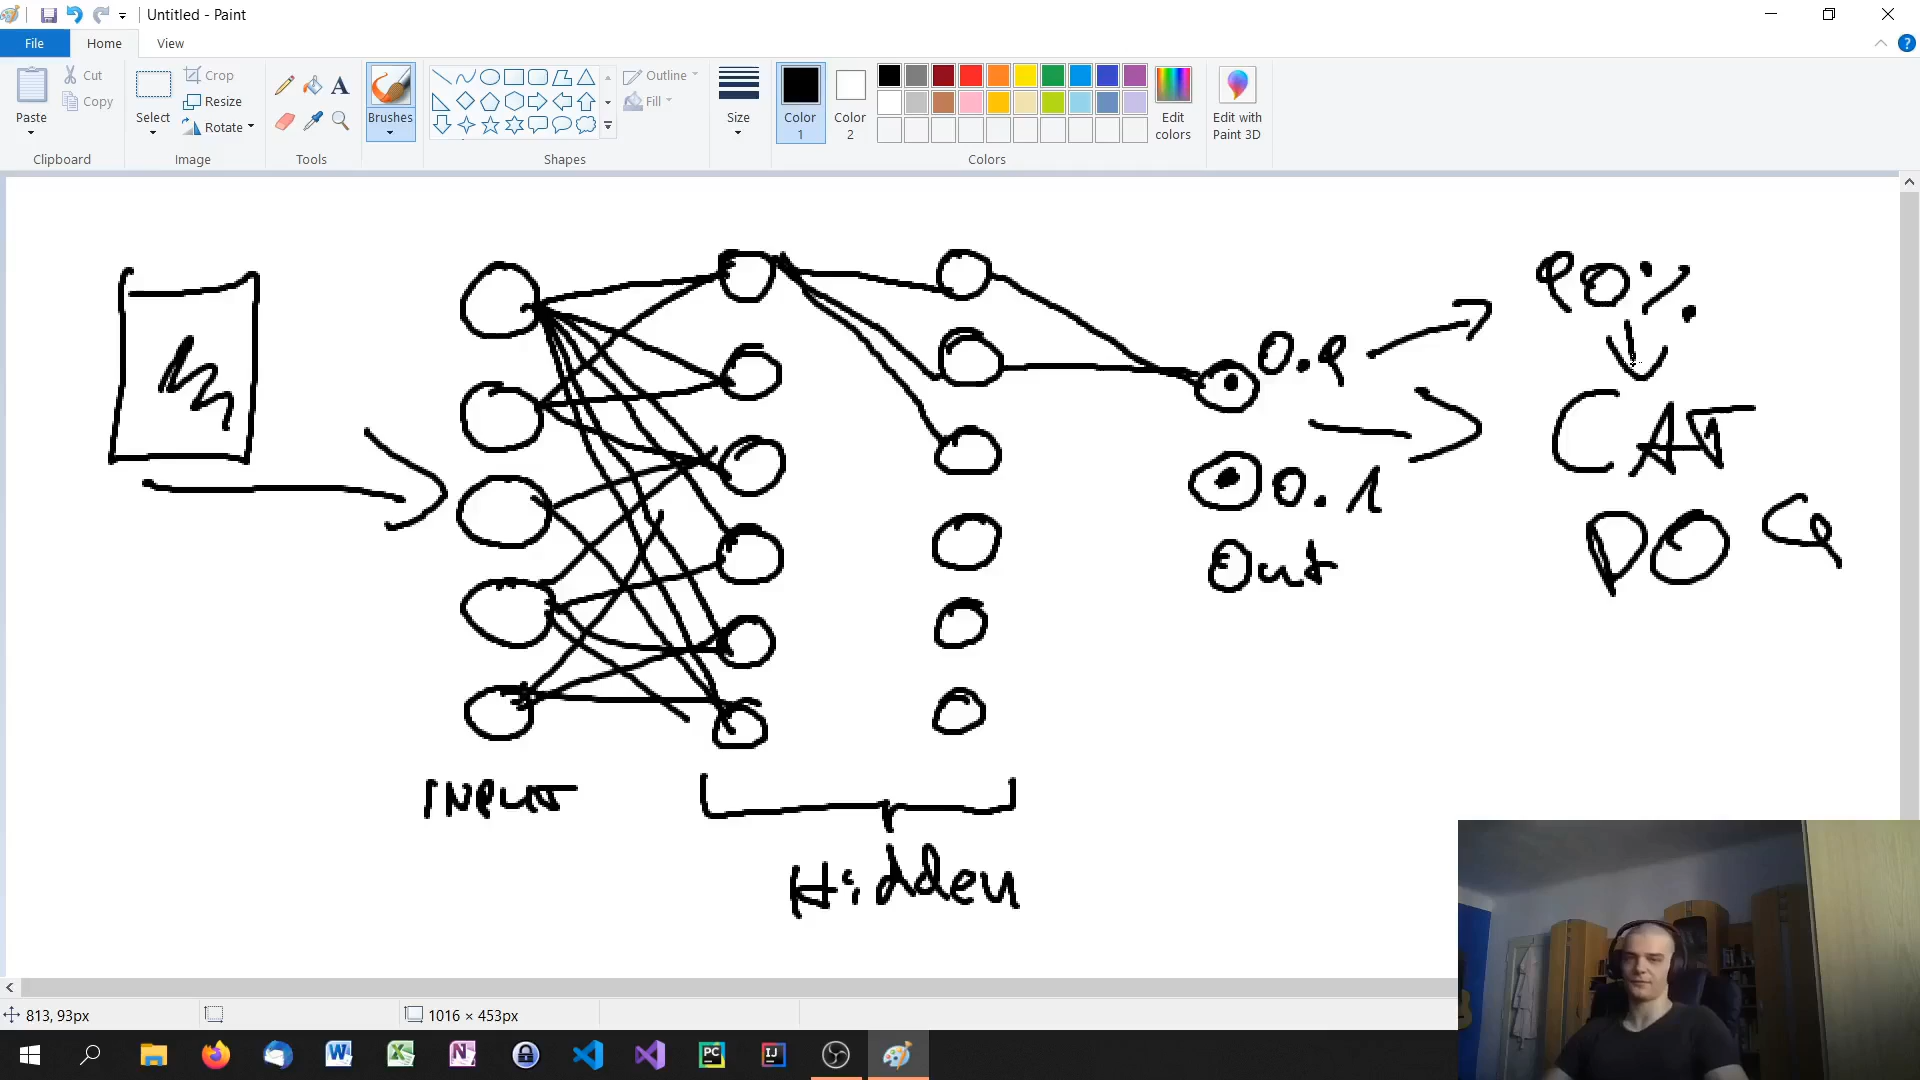 Untitled - Paint
File
Home
View
Paste
Cut
Copy
Clipboard
Select
Crop
Resize
Rotate
Image
Tools
A
Brushes
Shapes
Outline
Fill
Size
Color
1
Color
2
Colors
Edit
colors
Edit with
Paint 3D
90%
0.9
CAT
0.1
DOG
Out
INPUT
Hidden
813, 93px
1016 × 453px